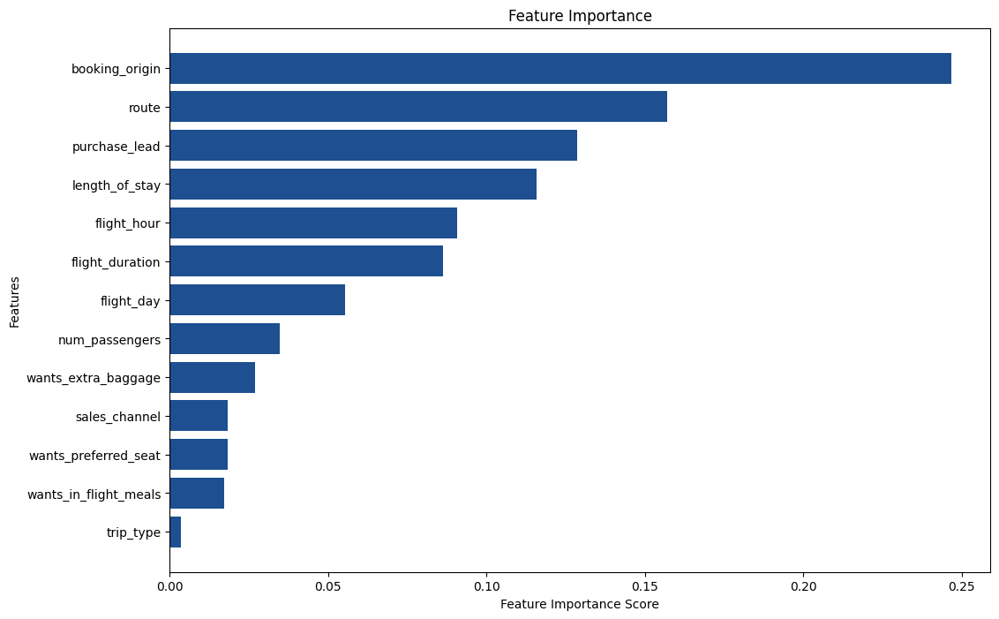 Feature Importance
Features
booking_origin
route
purchase_lead
length_of_stay
flight_hour
flight_duration
flight_day
num_passengers
wants_extra_baggage
sales_channel
wants_preferred_seat
wants_in_flight_meals
trip_type
0.00 0.05 0.10 0.15 0.20 0.25
Feature Importance Score